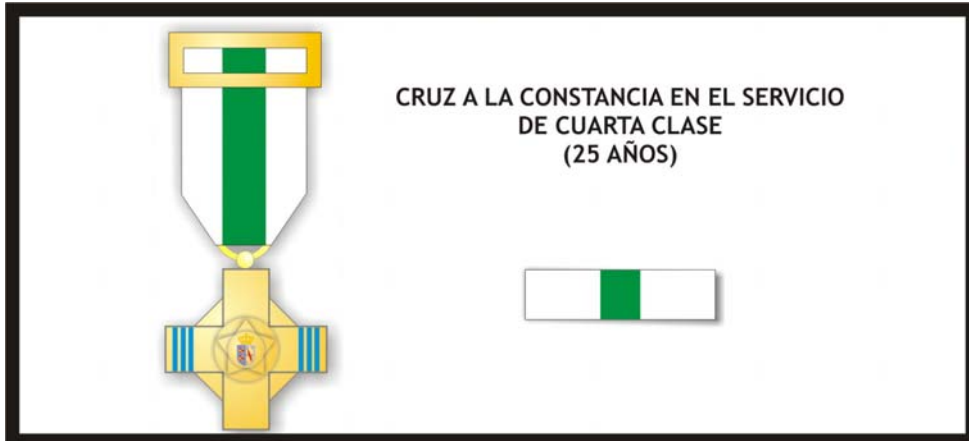 CRUZ A LA CONSTANCIA EN EL SERVICIO
DE CUARTA CLASE
(25 AÑOS)